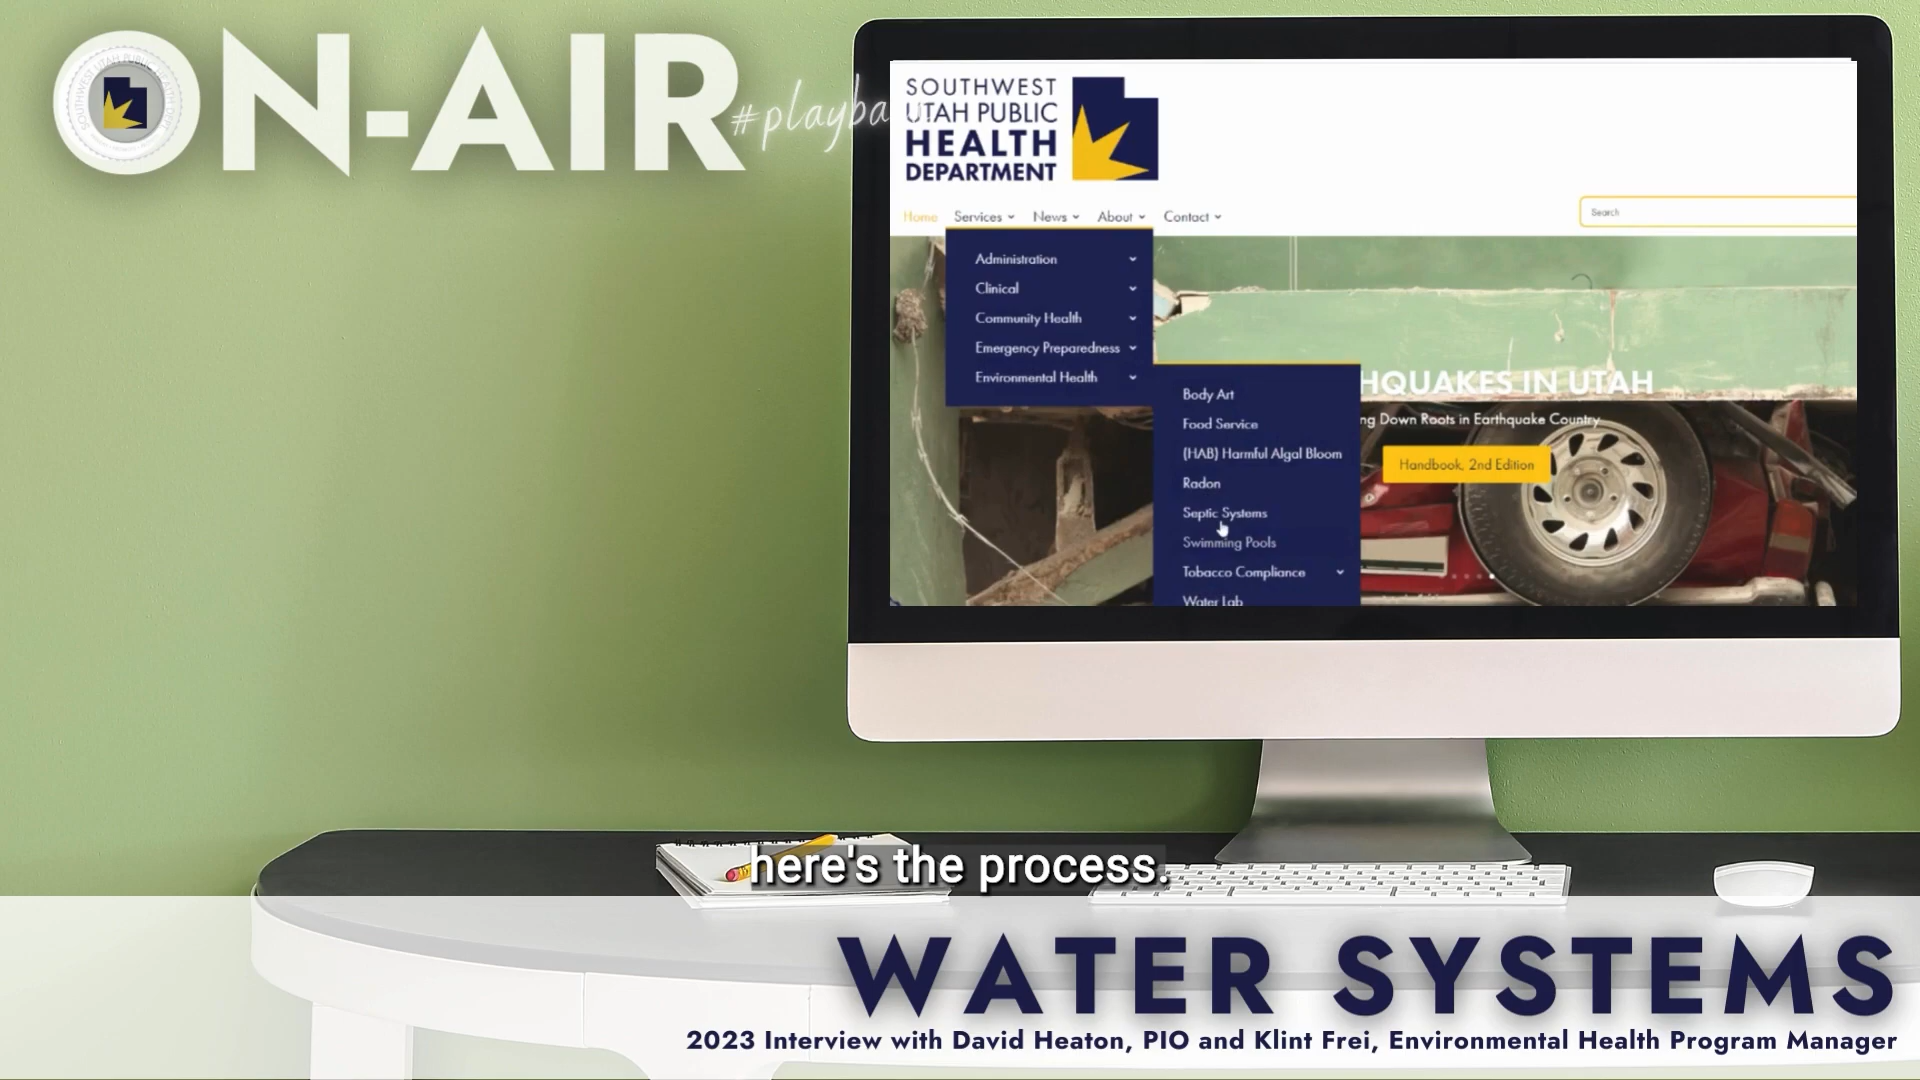 ON-AIR
SOUTHWEST
UTAH PUBLIC
HEALTH
DEPARTMENT
Home Services News About Contact
Search
Administration
Clinical
Community Health
Emergency Preparedness
Environmental Health
Body Art
Food Service
(HAB) Harmful Algal Bloom
Radon
Septic Systems
Swimming Pools
Tobacco Compliance
Water Lab
HQUAKES IN UTAH
ng Down Roots in Earthquake Country
Handbook, 2nd Edition
here's the process.
WATER SYSTEMS
2023 Interview with David Heaton, PIO and Klint Frei, Environmental Health Program Manager